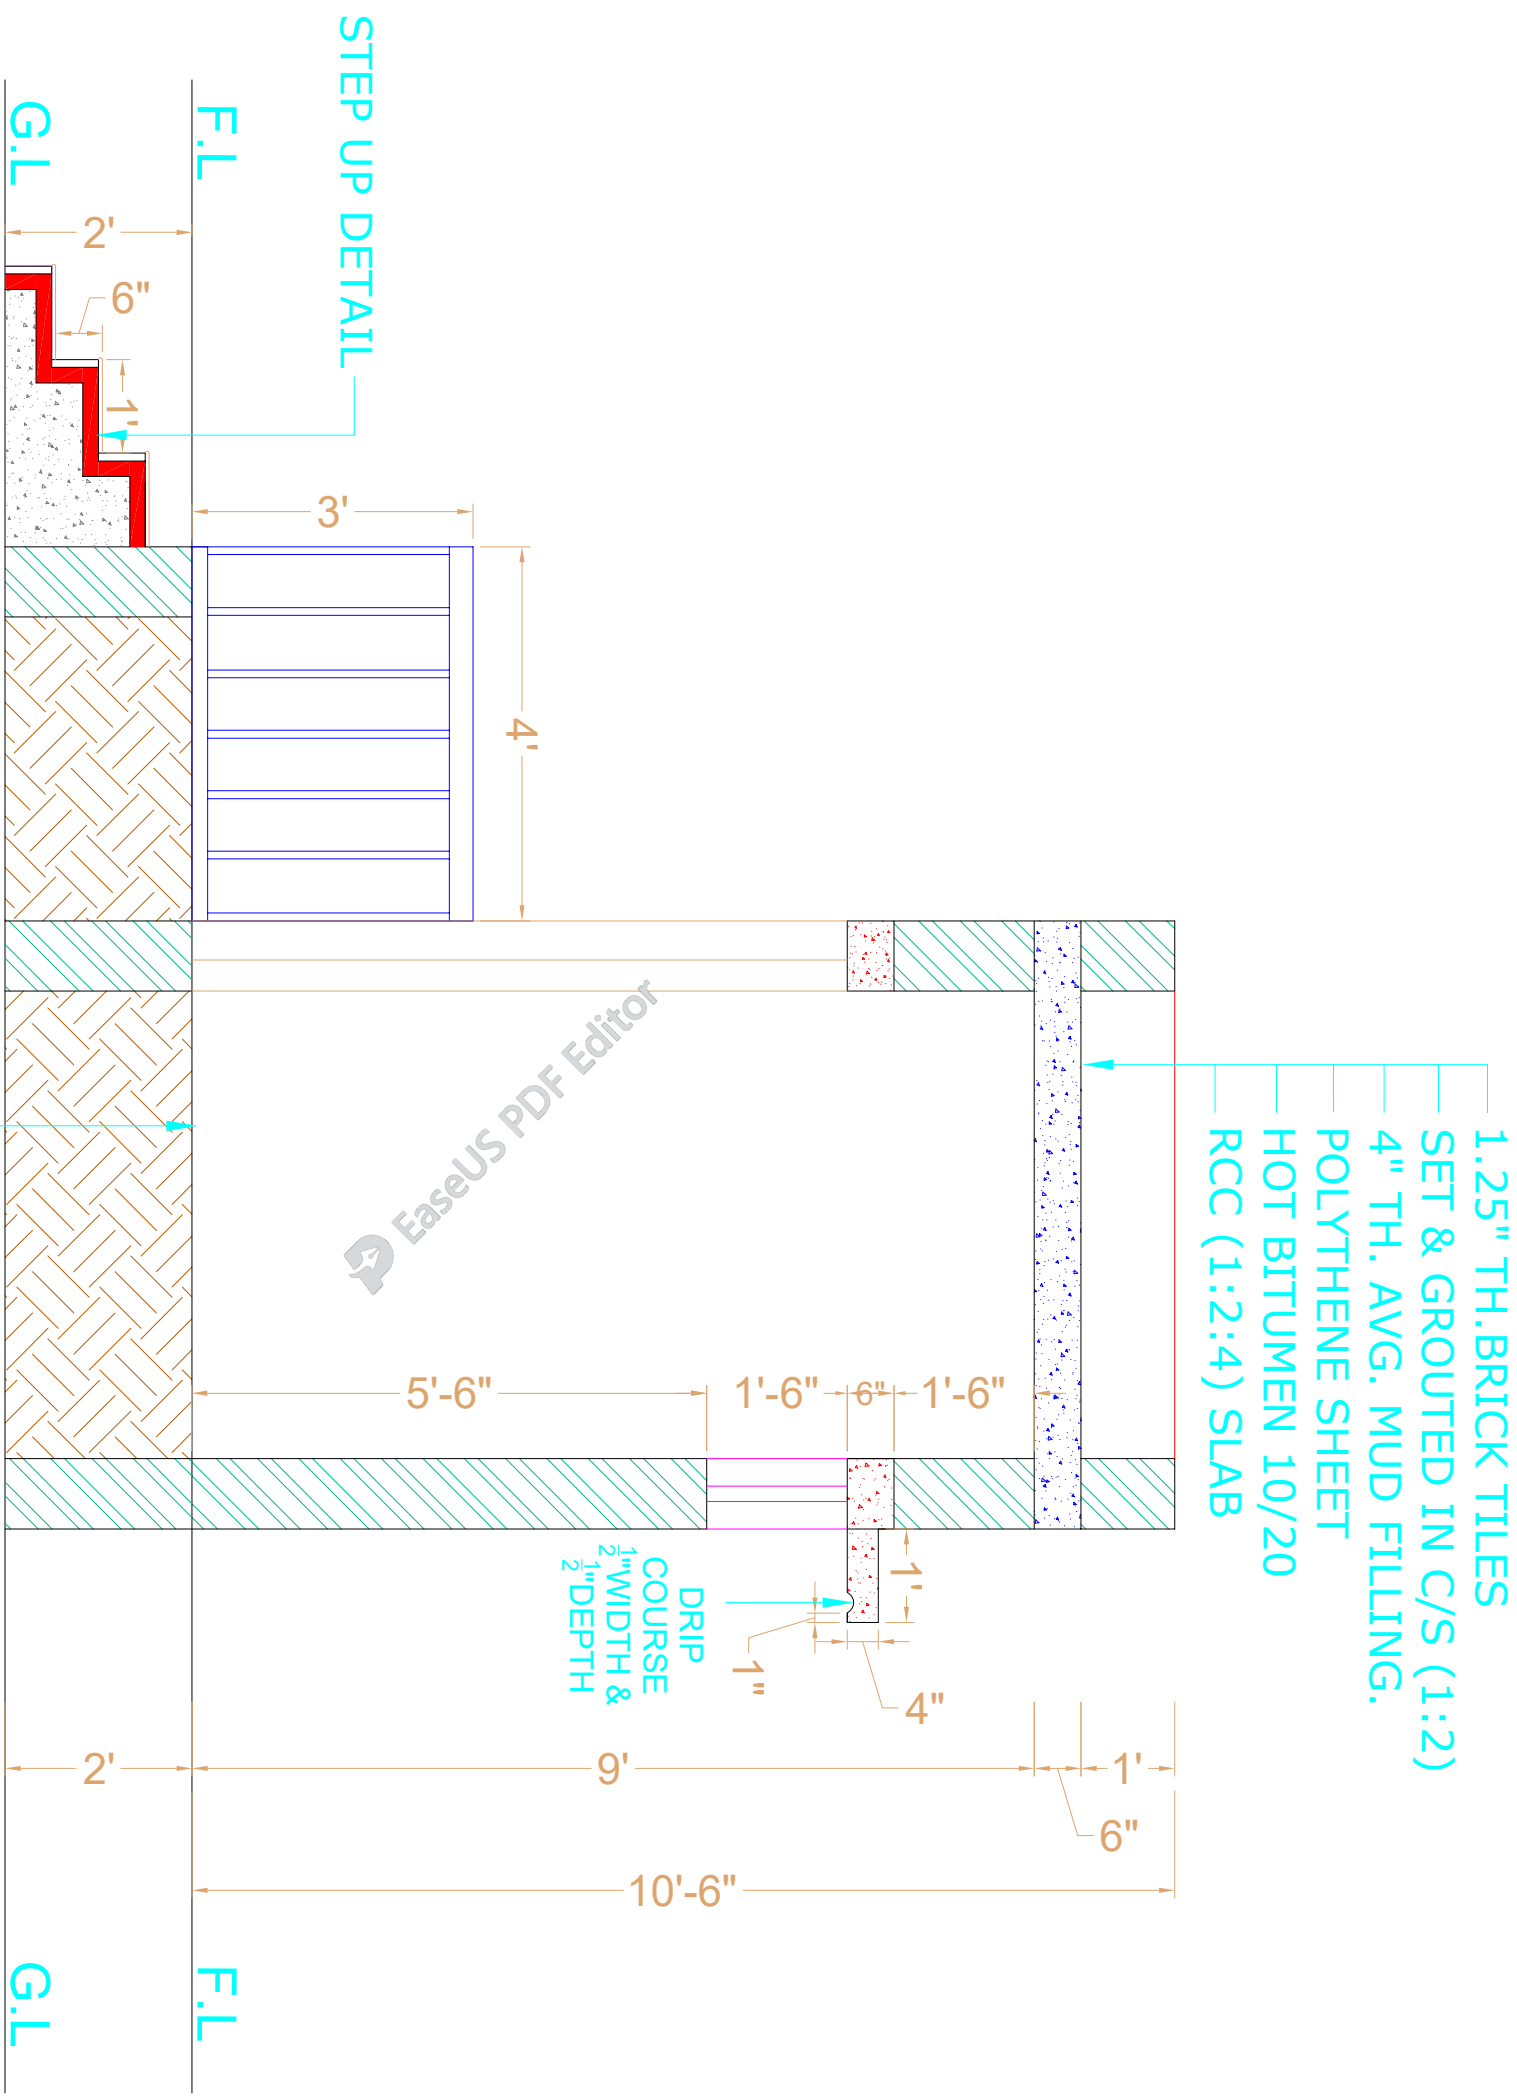 1.25" TH.BRICK TILES
SET & GROUTED IN C/S (1:2)
4" TH. AVG. MUD FILLING.
POLYTHENE SHEET
HOT BITUMEN 10/20
RCC (1:2:4) SLAB
STEP UP DETAIL
F.L
G.L
2'
6"
1'
3'
4'
5'-6"
1'-6"
6"
1'-6"
1'
1"
4"
DRIP
COURSE
1/2"WIDTH &
1/2"DEPTH
2'
9'
1'
6"
10'-6"
F.L
G.L
EaseUS PDF Editor